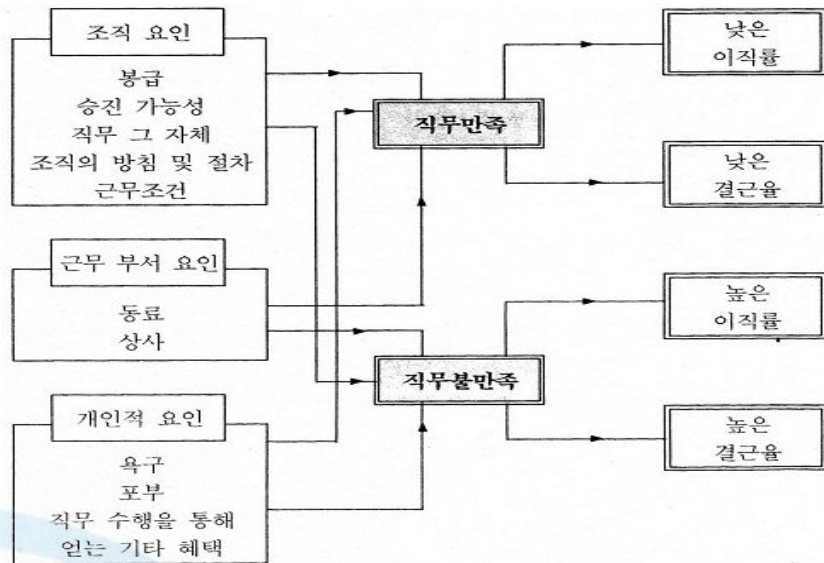 조직 요인
봉급
승진 가능성
직무 그 자체
조직의 방침 및 절차
근무조건
근무 부서 요인
동료
상사
개인적 요인
욕구
포부
직무 수행을 통해
얻는 기타 혜택
직무만족
직무불만족
낮은
이직률
낮은
결근율
높은
이직률
높은
결근율